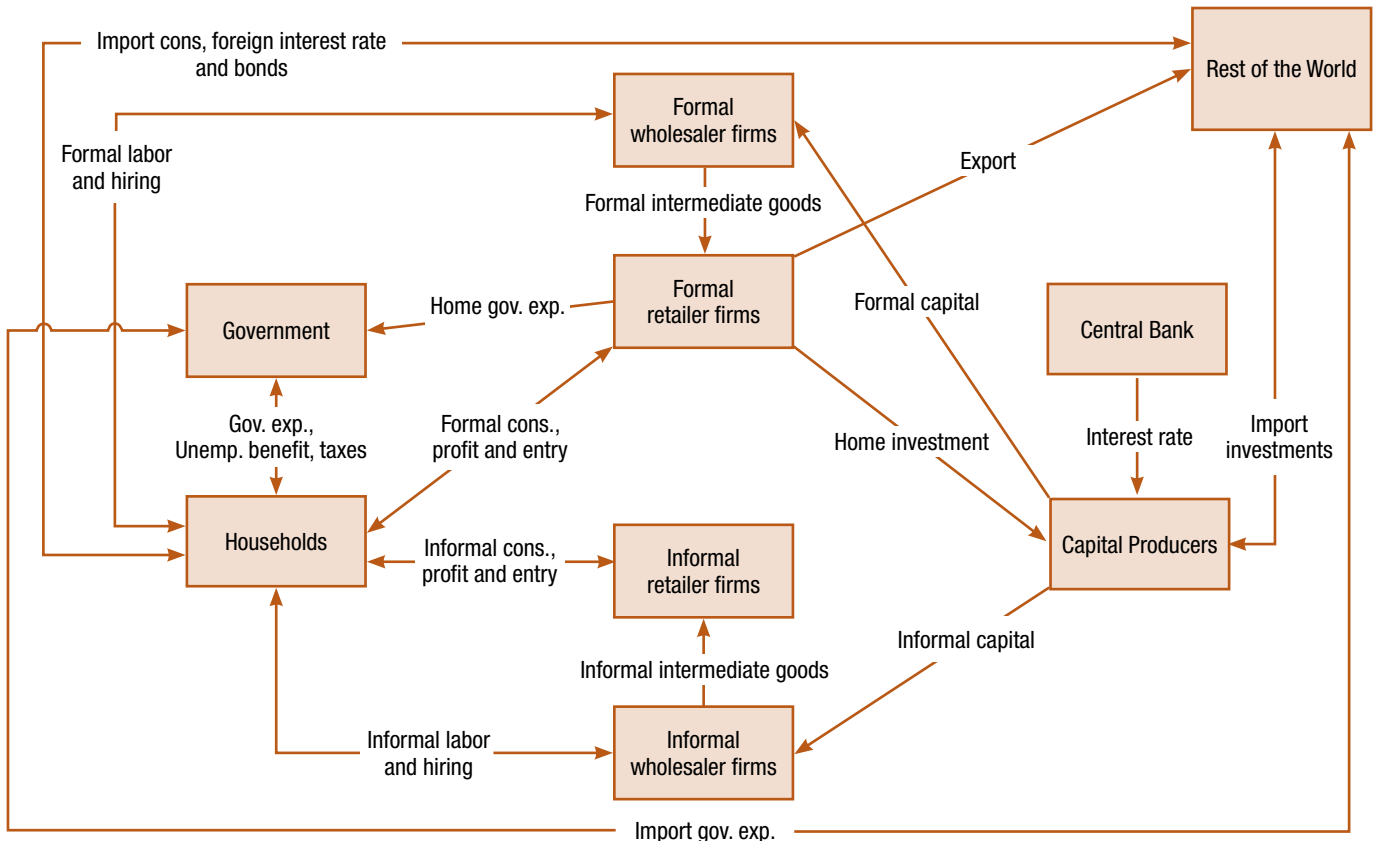 Import cons, foreign interest rate
and bonds
Rest of the World
Formal
wholesaler firms
Formal labor
and hiring
Export
Formal intermediate goods
Formal
retailer firms
Home gov. exp.
Formal capital
Government
Central Bank
Gov. exp.,
Unemp. benefit, taxes
Formal cons.,
profit and entry
Home investment
Interest rate
Import
investments
Households
Informal cons.,
profit and entry
Informal
retailer firms
Capital Producers
Informal capital
Informal intermediate goods
Informal labor
and hiring
Informal
wholesaler firms
Import gov. exp.